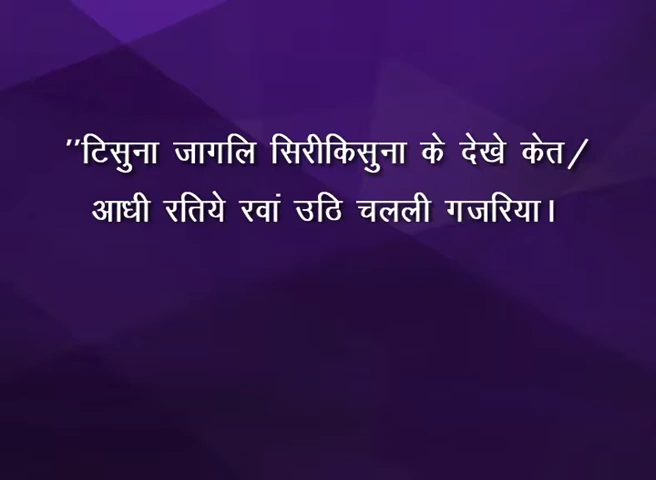 "टिसुना जागलि सिरीकिसुना के देखे केत/
आधी रतिये रवां उठि चलली गजरिया।